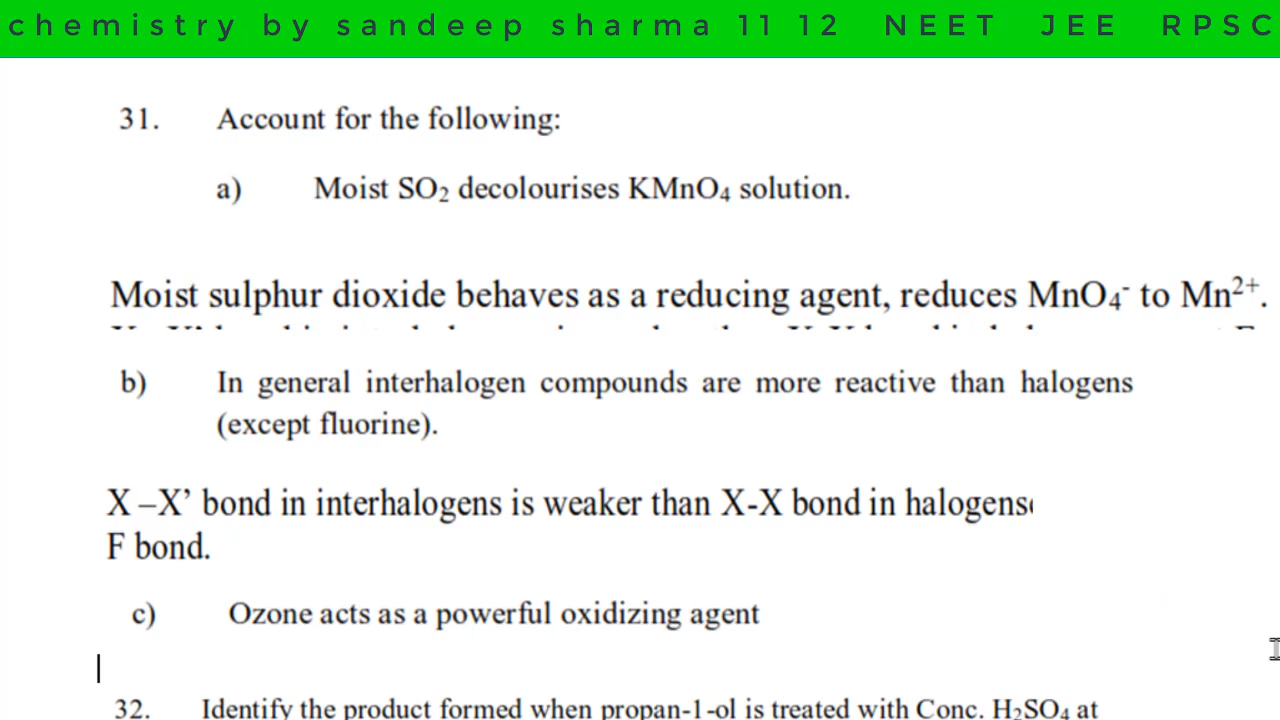 chemistry by sandeep sharma 11 12 NEET JEE RPSC
31. Account for the following:
a) Moist SO₂ decolourises KMnO₄ solution.
Moist sulphur dioxide behaves as a reducing agent, reduces MnO₄⁻ to Mn²⁺.
b) In general interhalogen compounds are more reactive than halogens
(except fluorine).
X –X’ bond in interhalogens is weaker than X-X bond in halogens
F bond.
c) Ozone acts as a powerful oxidizing agent
32. Identify the product formed when propan-1-ol is treated with Conc. H₂SO₄ at